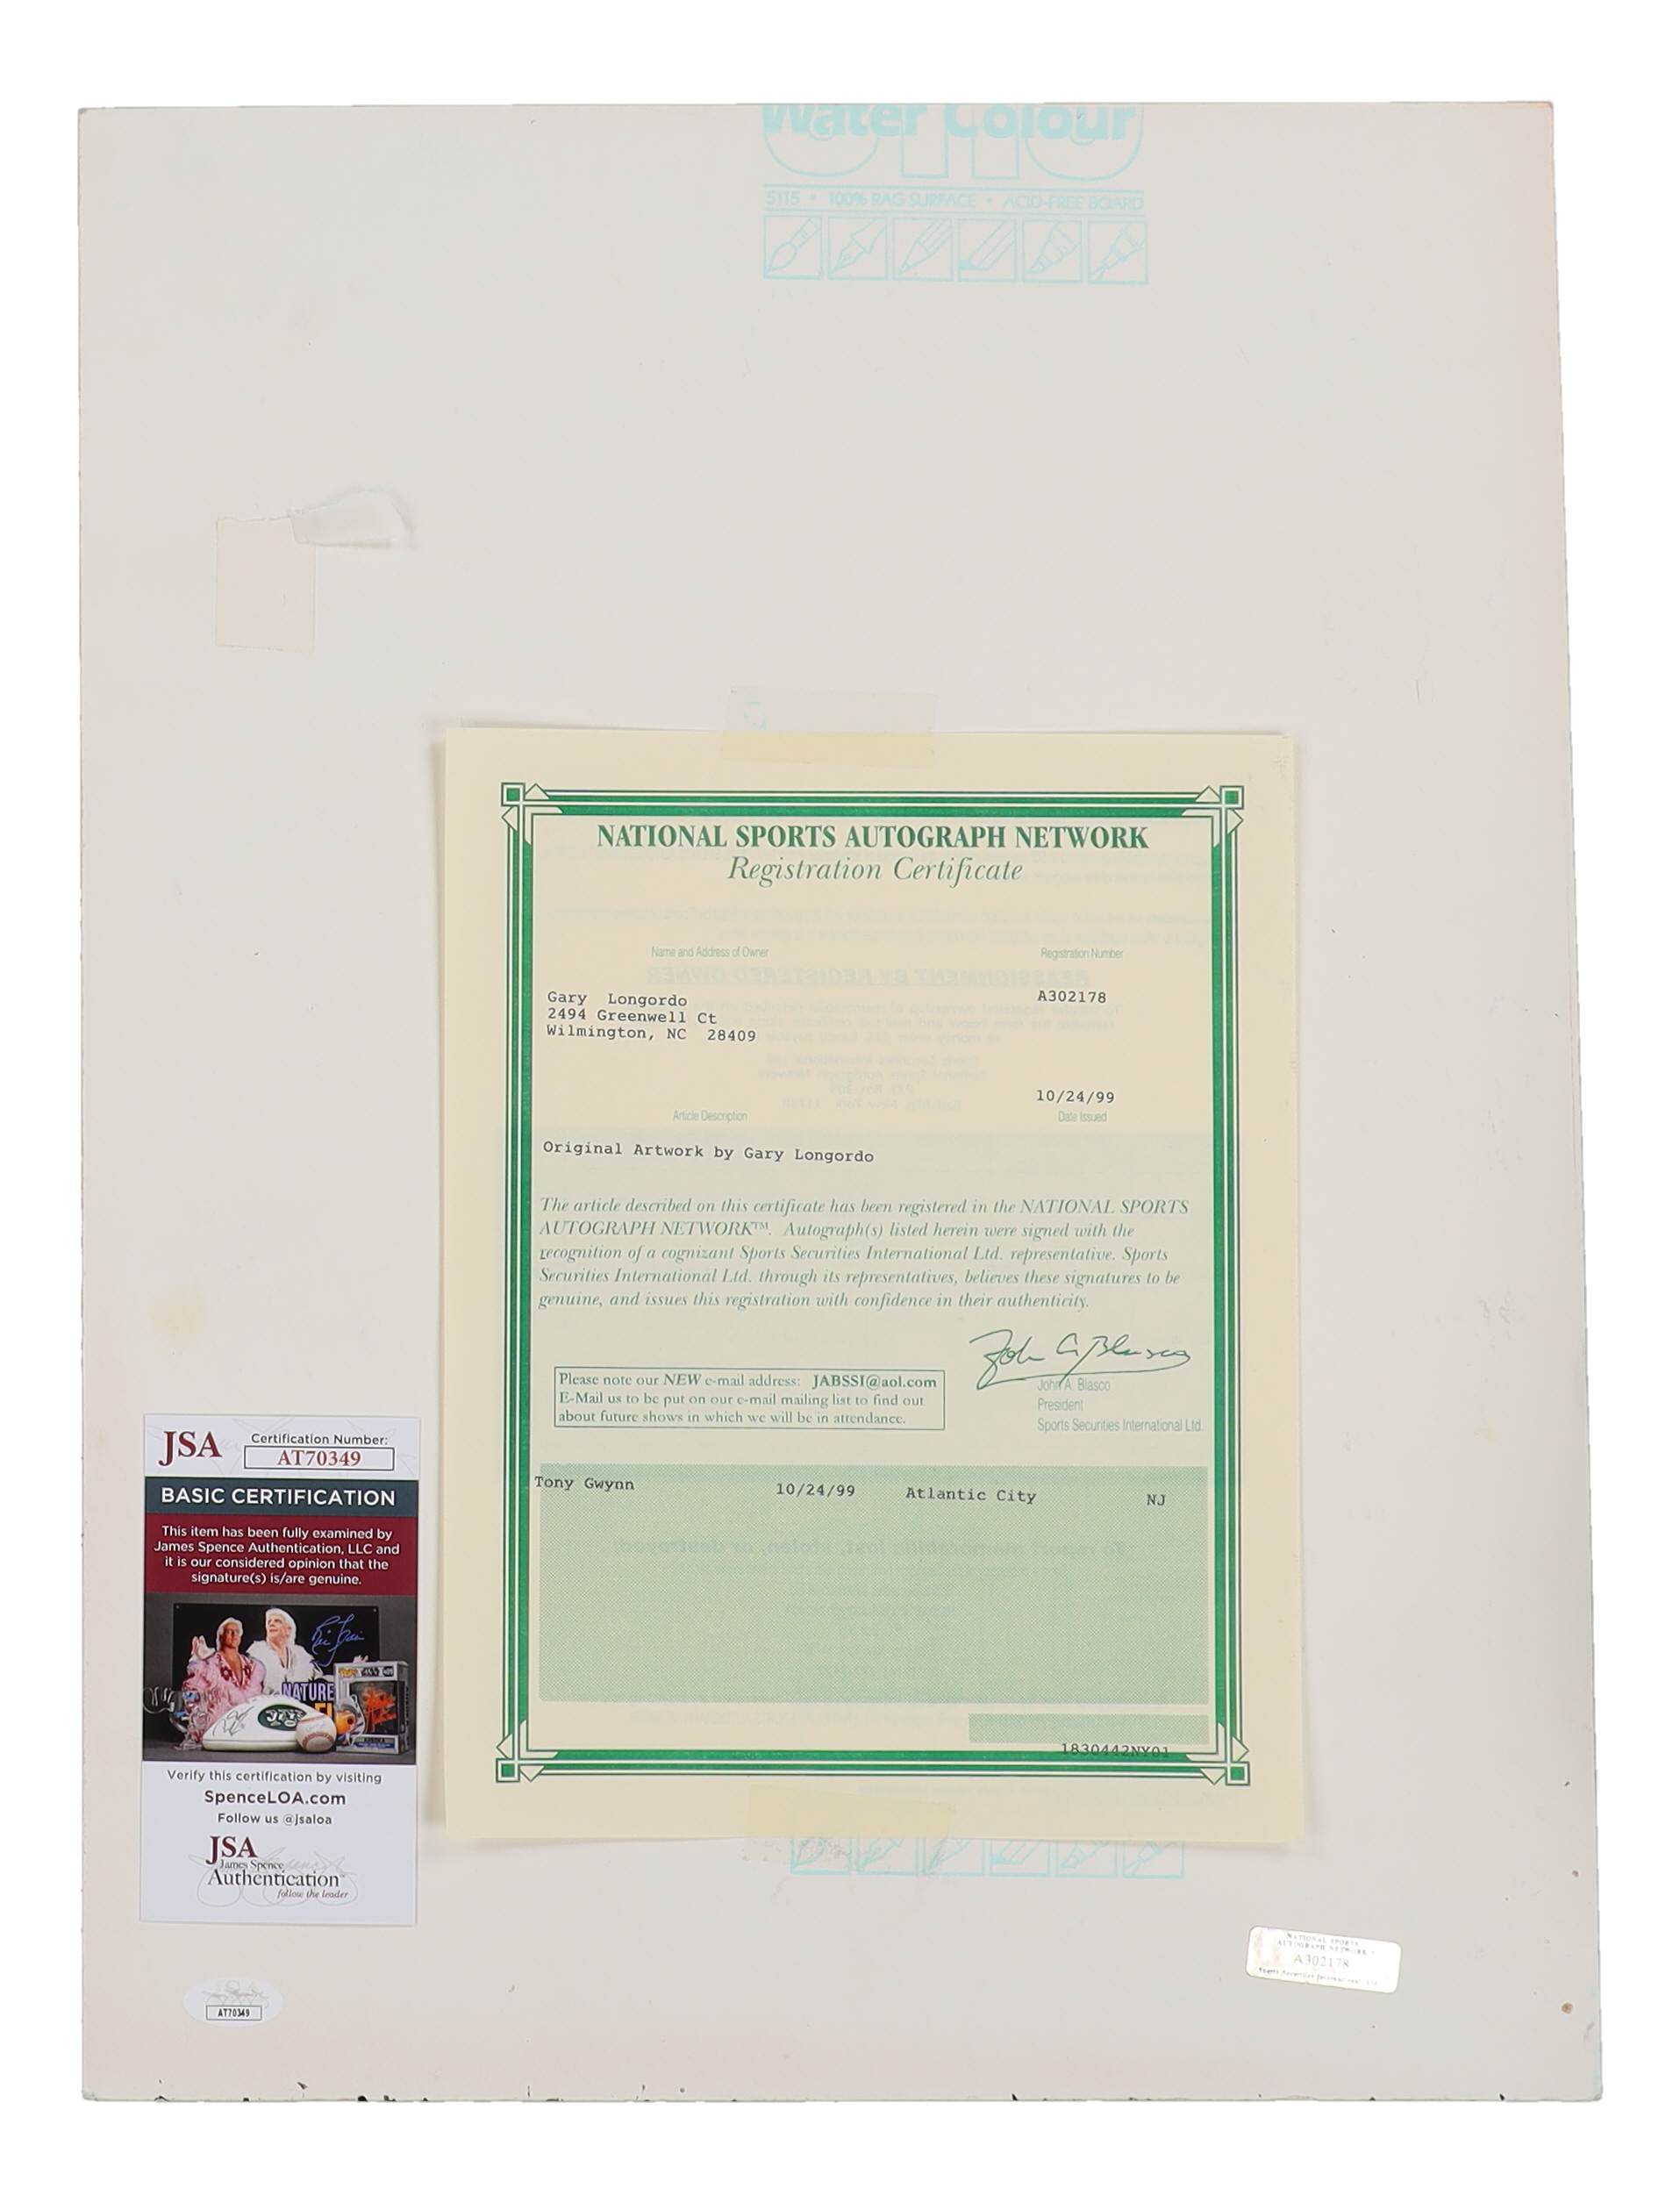 Water Colour
5115 • 100% RAG SURFACE • ACID-FREE BOARD
NATIONAL SPORTS AUTOGRAPH NETWORK
Registration Certificate
Name and Address of Owner
Registration Number
Gary Longordo
A302178
2494 Greenwell Ct
Wilmington, NC 28409
10/24/99
Article Description
Date Issued
Original Artwork by Gary Longordo
The article described on this certificate has been registered in the NATIONAL SPORTS
AUTOGRAPH NETWORK™. Autograph(s) listed herein were signed with the
recognition of a cognizant Sports Securities International Ltd. representative. Sports
Securities International Ltd. through its representatives, believes these signatures to be
genuine, and issues this registration with confidence in their authenticity.
John A Blasco
Please note our NEW e-mail address: JABSSI@aol.com
E-Mail us to be put on our e-mail mailing list to find out
about future shows in which we will be in attendance.
John A. Blasco
President
Sports Securities International Ltd.
Tony Gwynn 10/24/99 Atlantic City NJ
1830442NY01
JSA
Certification Number:
AT70349
BASIC CERTIFICATION
This item has been fully examined by
James Spence Authentication, LLC and
it is our considered opinion that the
signature(s) is/are genuine.
NATURE
JETS
Verify this certification by visiting
SpenceLOA.com
Follow us @jsaloa
JSA
James Spence
Authentication
follow the leader
AT70349
NATIONAL SPORTS
AUTOGRAPH NETWORK
A302178
Sports Securities International Ltd.